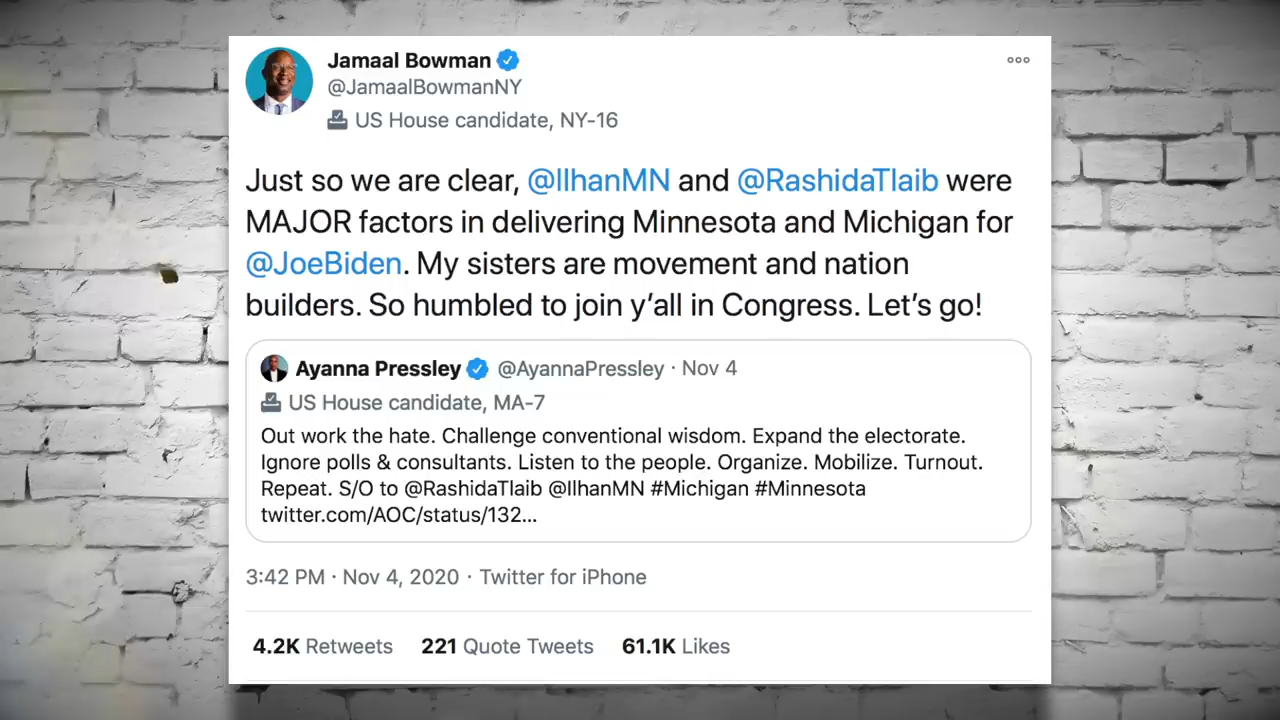 Jamaal Bowman
@JamaalBowmanNY
US House candidate, NY-16
Just so we are clear, @IlhanMN and @RashidaTlaib were
MAJOR factors in delivering Minnesota and Michigan for
@JoeBiden. My sisters are movement and nation
builders. So humbled to join y’all in Congress. Let’s go!
Ayanna Pressley @AyannaPressley · Nov 4
US House candidate, MA-7
Out work the hate. Challenge conventional wisdom. Expand the electorate.
Ignore polls & consultants. Listen to the people. Organize. Mobilize. Turnout.
Repeat. S/O to @RashidaTlaib @IlhanMN #Michigan #Minnesota
twitter.com/AOC/status/132...
3:42 PM · Nov 4, 2020 · Twitter for iPhone
4.2K Retweets 221 Quote Tweets 61.1K Likes